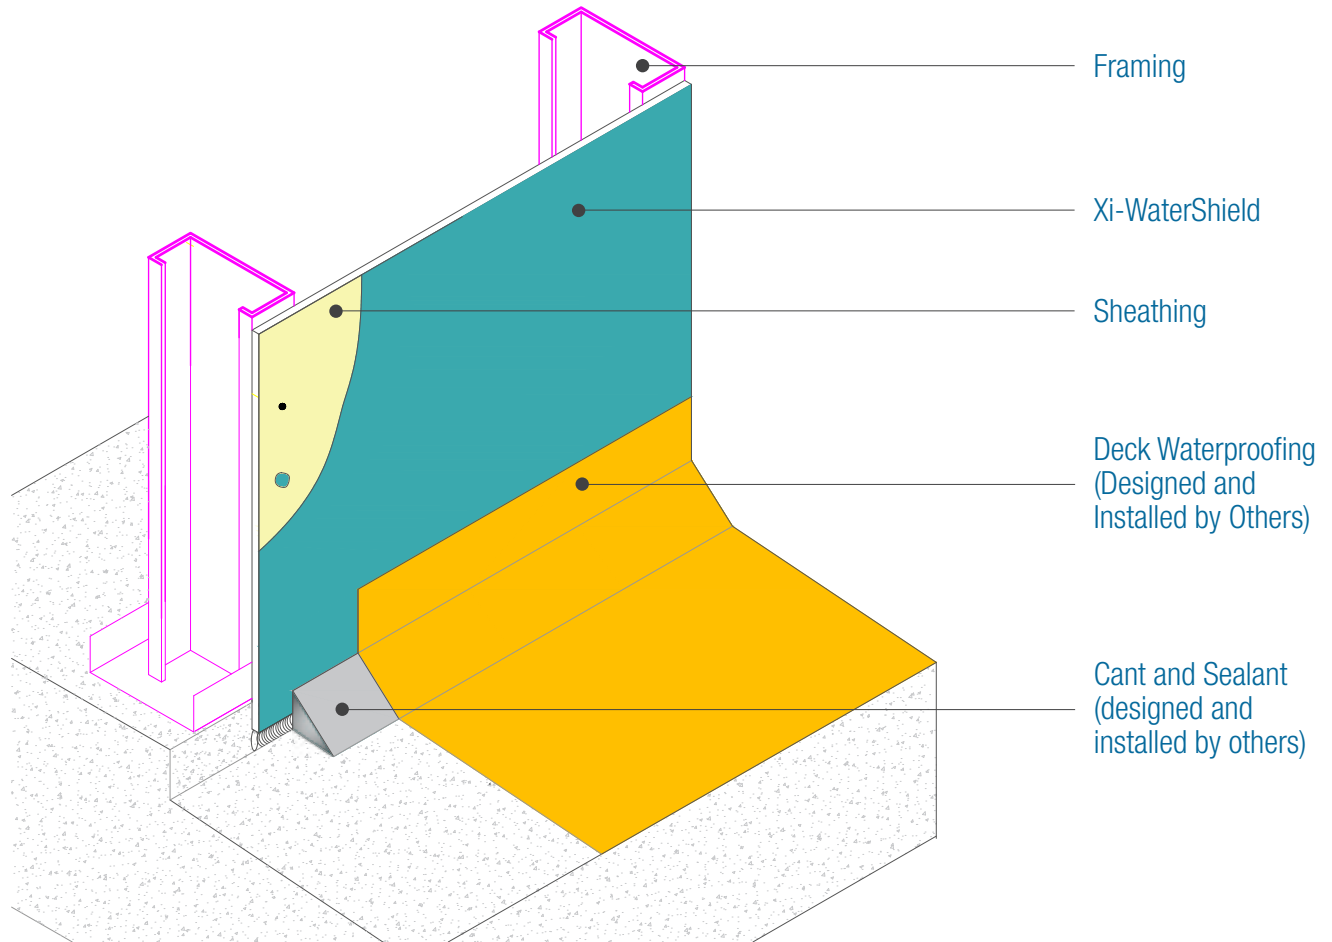 Framing
Xi-WaterShield
Sheathing
Deck Waterproofing
(Designed and
Installed by Others)
Cant and Sealant
(designed and
installed by others)